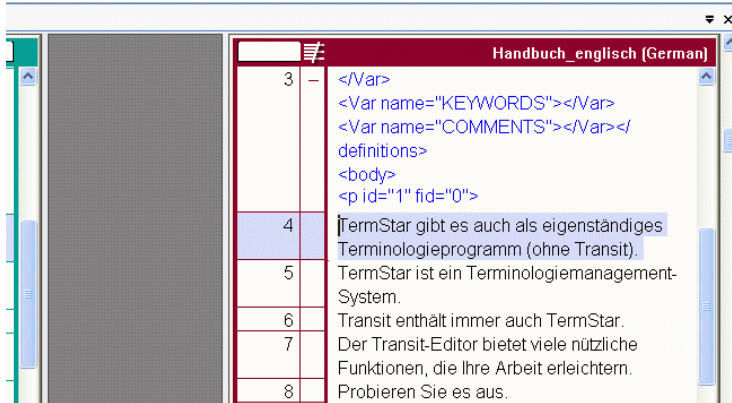 Handbuch_englisch (German)
3 – </Var>
<Var name="KEYWORDS"></Var>
<Var name="COMMENTS"></Var></
definitions>
<body>
<p id="1" fid="0">
4 TermStar gibt es auch als eigenständiges
Terminologieprogramm (ohne Transit).
5 TermStar ist ein Terminologiemanagement-
System.
6 Transit enthält immer auch TermStar.
7 Der Transit-Editor bietet viele nützliche
Funktionen, die Ihre Arbeit erleichtern.
8 Probieren Sie es aus.